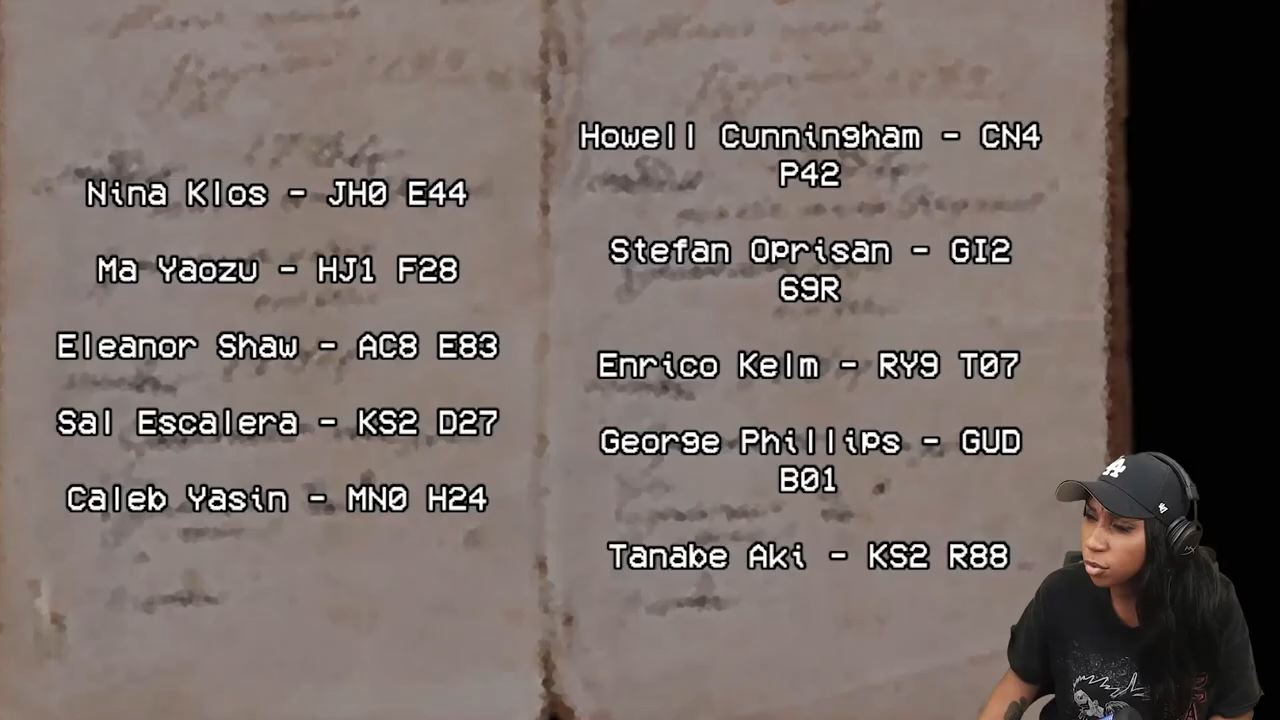 Nina Klos - JH0 E44
Ma Yaozu - HJ1 F28
Eleanor Shaw - AC8 E83
Sal Escalera - KS2 D27
Caleb Yasin - MN0 H24
Howell Cunningham - CN4
P42
Stefan Oprisan - GI2
69R
Enrico Kelm - RY9 T07
George Phillips - GUD
B01
Tanabe Aki - KS2 R88